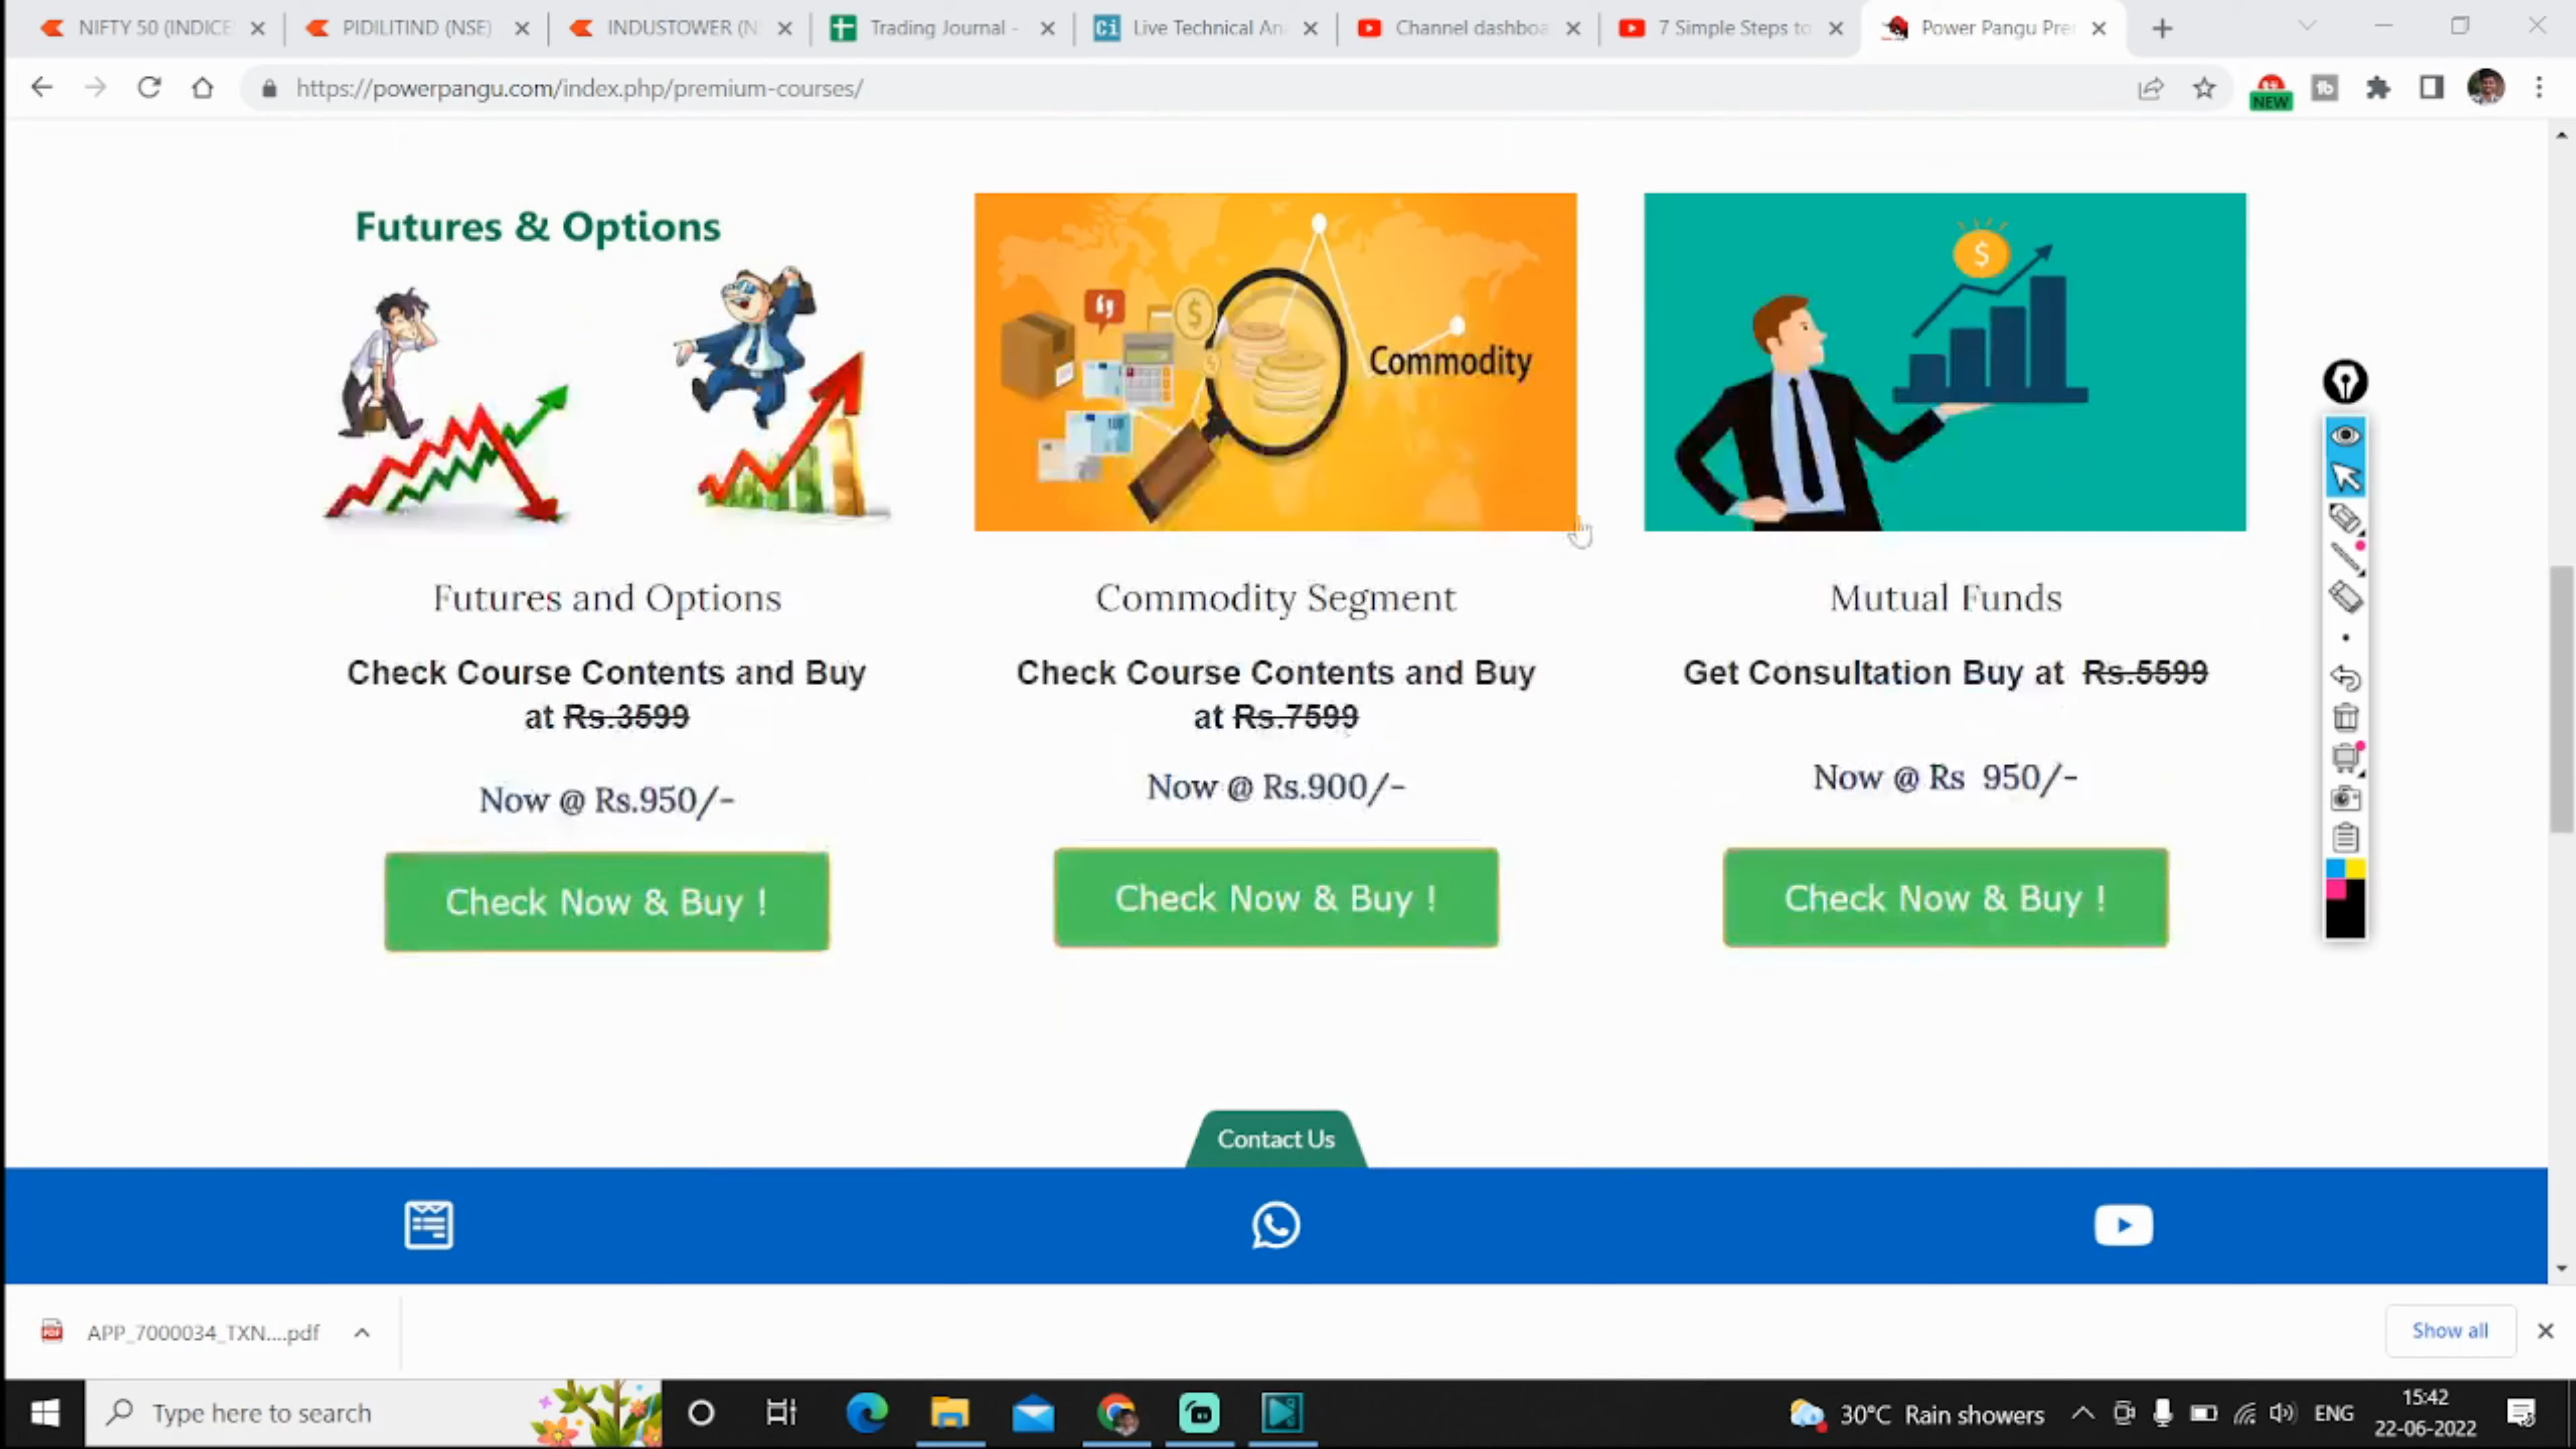 NIFTY 50 (INDICE
PIDILITIND (NSE)
INDUSTOWER (N
Trading Journal -
Ci
Live Technical An
Channel dashboa
7 Simple Steps to
Power Pangu Pre
https://powerpangu.com/index.php/premium-courses/
NEW
Futures & Options
Commodity
Futures and Options
Commodity Segment
Mutual Funds
Check Course Contents and Buy
at Rs.3599
Check Course Contents and Buy
at Rs.7599
Get Consultation Buy at Rs.5599
Now @ Rs.950/-
Now @ Rs.900/-
Now @ Rs 950/-
Check Now & Buy !
Check Now & Buy !
Check Now & Buy !
Contact Us
APP_7000034_TXN....pdf
Show all
Type here to search
30°C Rain showers
ENG
15:42
22-06-2022